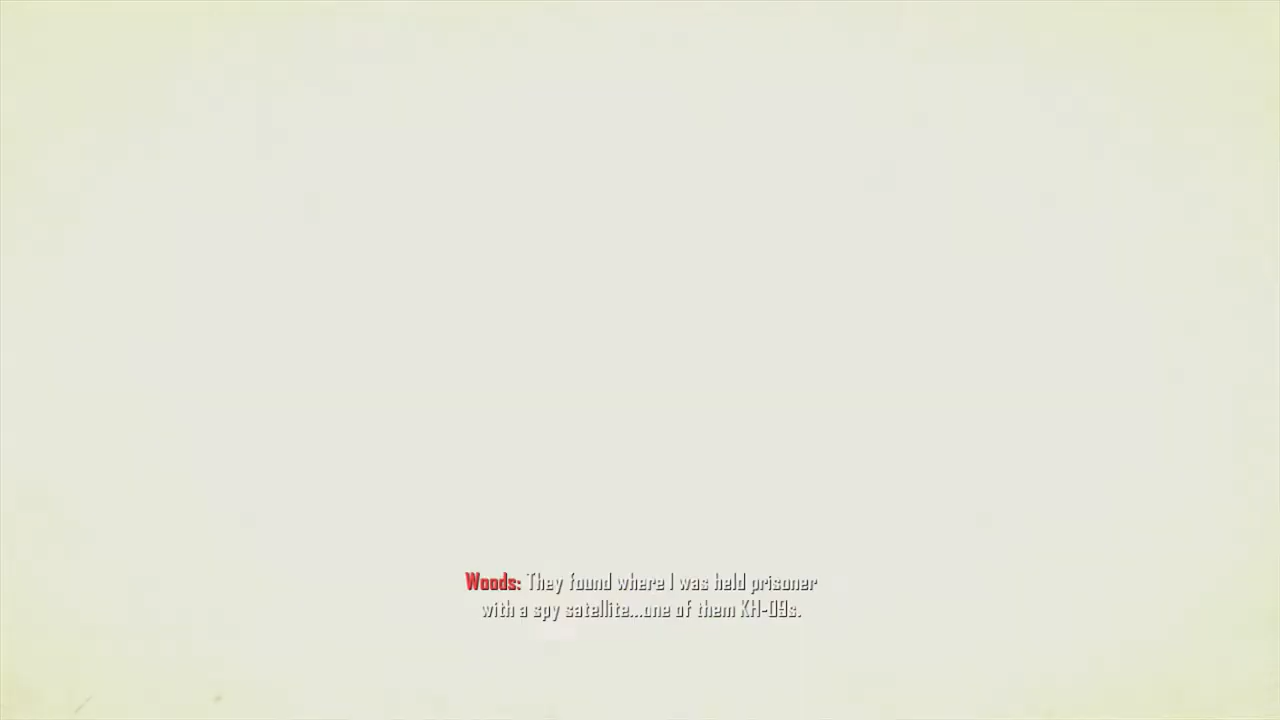 Woods: They found where I was held prisoner
with a spy satellite...one of them KH-09s.